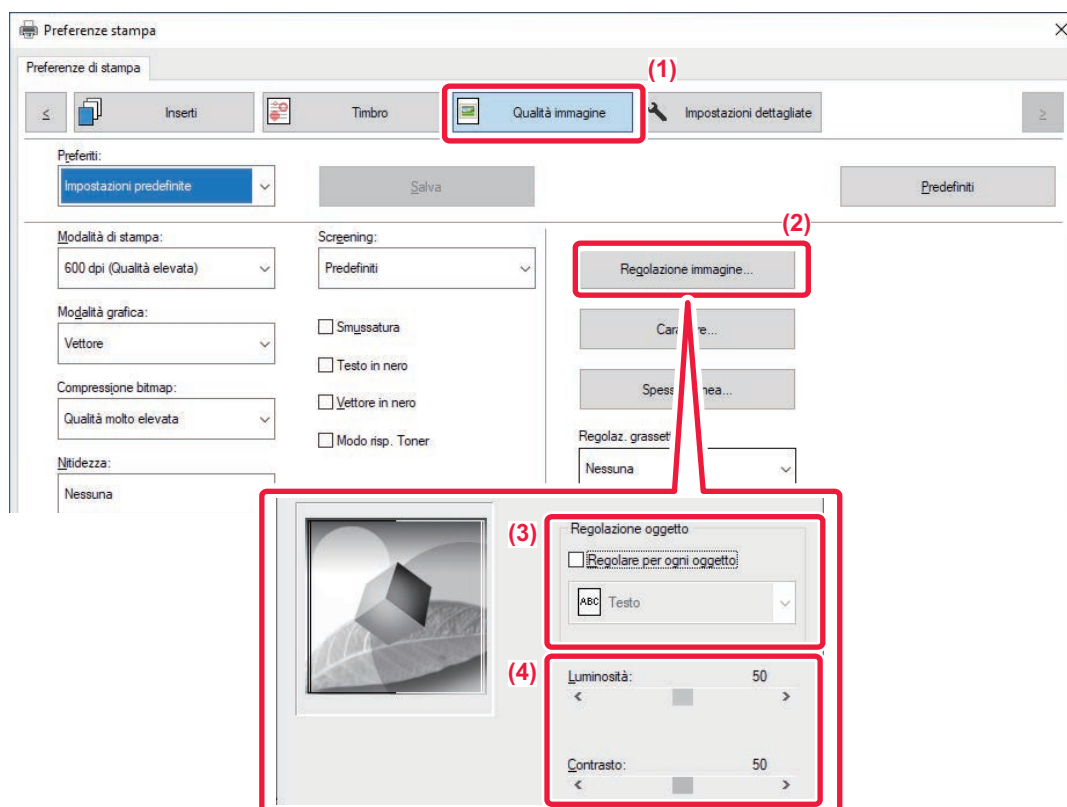 Preferenze stampa
Preferenze di stampa
(1)
<
Inserti
Timbro
Qualità immagine
Impostazioni dettagliate
>
Preferiti:
Impostazioni predefinite
Salva
Predefiniti
(2)
Modalità di stampa:
Screening:
600 dpi (Qualità elevata)
Predefiniti
Regolazione immagine...
Modalità grafica:
Smussatura
Vettore
Testo in nero
Compressione bitmap:
Vettore in nero
Qualità molto elevata
Modo risp. Toner
Regolaz.
Nitidezza:
Nessuna
Nessuna
(3)
Regolazione oggetto
Regolare per ogni oggetto
ABC Testo
(4)
Luminosità: 50
< >
Contrasto: 50
< >